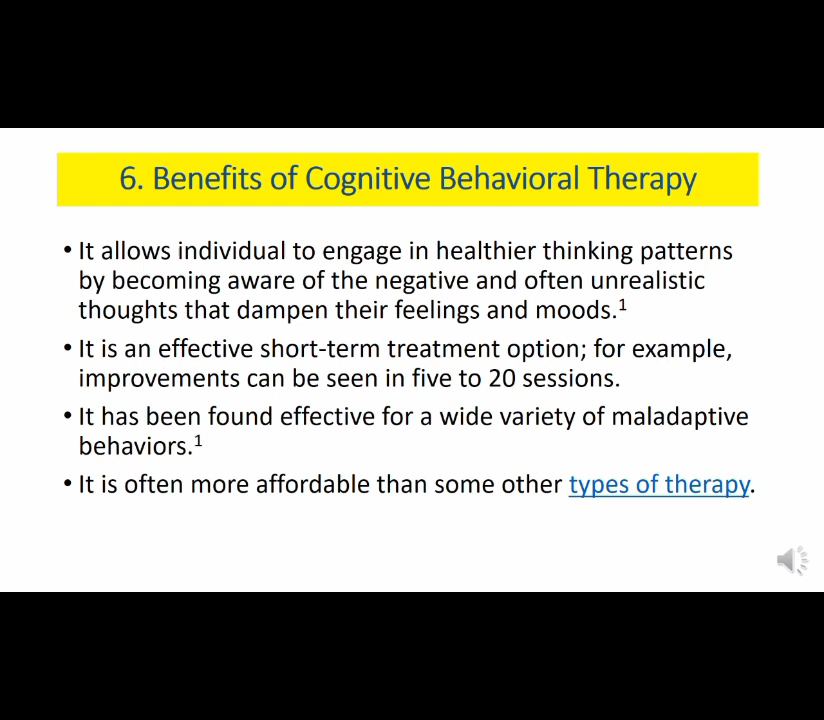 6. Benefits of Cognitive Behavioral Therapy
• It allows individual to engage in healthier thinking patterns
by becoming aware of the negative and often unrealistic
thoughts that dampen their feelings and moods.¹
• It is an effective short-term treatment option; for example,
improvements can be seen in five to 20 sessions.
• It has been found effective for a wide variety of maladaptive
behaviors.¹
• It is often more affordable than some other types of therapy.